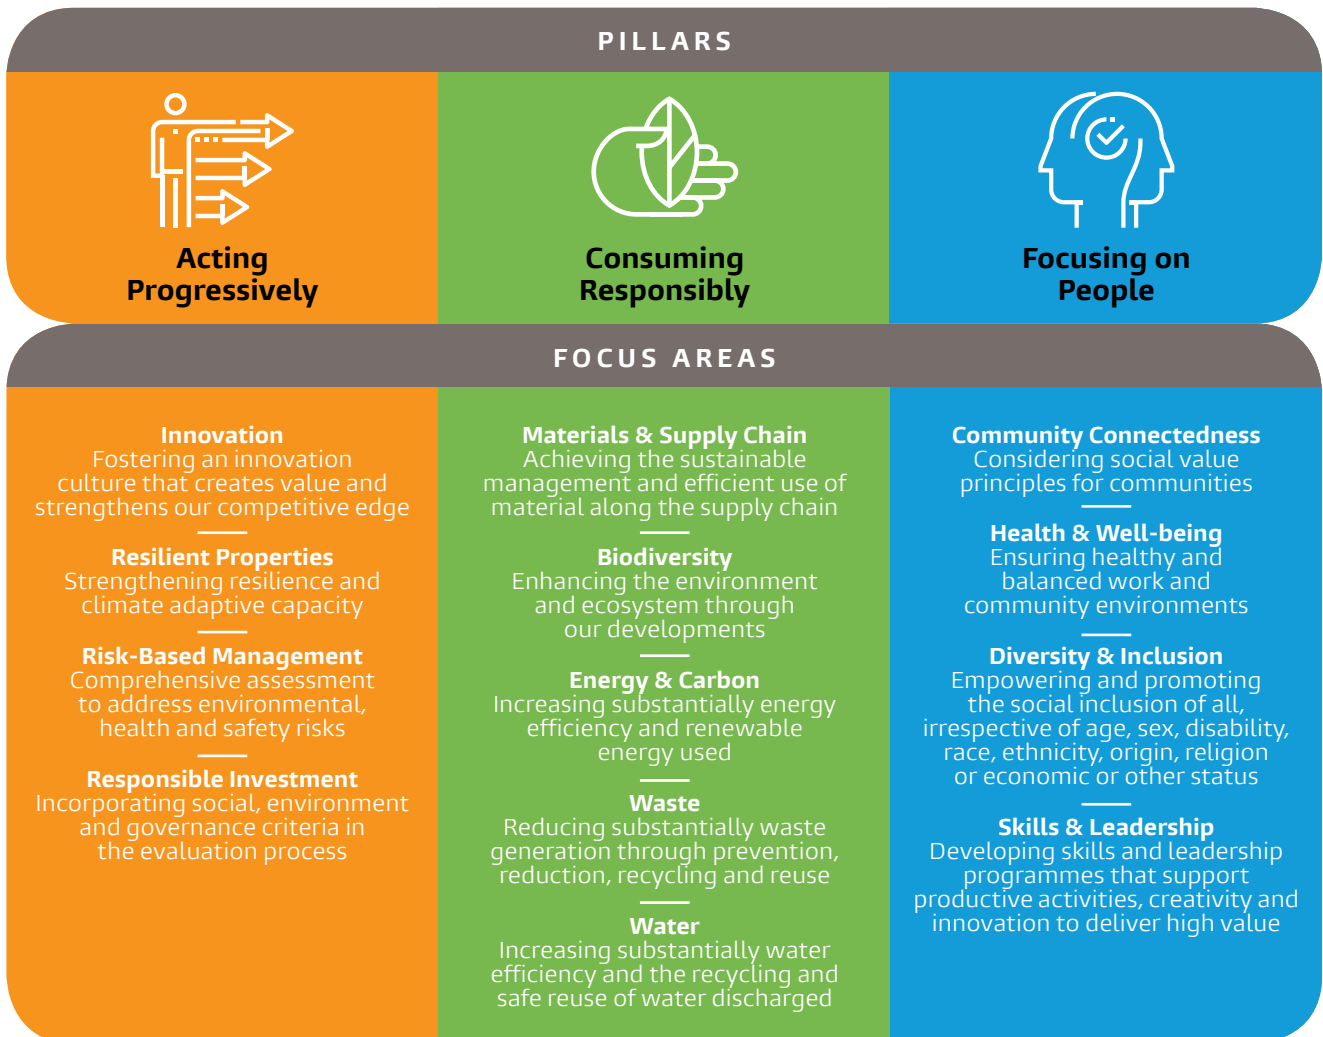 PILLARS
Acting
Progressively
Consuming
Responsibly
Focusing on
People
FOCUS AREAS
Innovation
Fostering an innovation
culture that creates value and
strengthens our competitive edge
Resilient Properties
Strengthening resilience and
climate adaptive capacity
Risk-Based Management
Comprehensive assessment
to address environmental,
health and safety risks
Responsible Investment
Incorporating social, environment
and governance criteria in
the evaluation process
Materials & Supply Chain
Achieving the sustainable
management and efficient use of
material along the supply chain
Biodiversity
Enhancing the environment
and ecosystem through
our developments
Energy & Carbon
Increasing substantially energy
efficiency and renewable
energy used
Waste
Reducing substantially waste
generation through prevention,
reduction, recycling and reuse
Water
Increasing substantially water
efficiency and the recycling and
safe reuse of water discharged
Community Connectedness
Considering social value
principles for communities
Health & Well-being
Ensuring healthy and
balanced work and
community environments
Diversity & Inclusion
Empowering and promoting
the social inclusion of all,
irrespective of age, sex, disability,
race, ethnicity, origin, religion
or economic or other status
Skills & Leadership
Developing skills and leadership
programmes that support
productive activities, creativity and
innovation to deliver high value